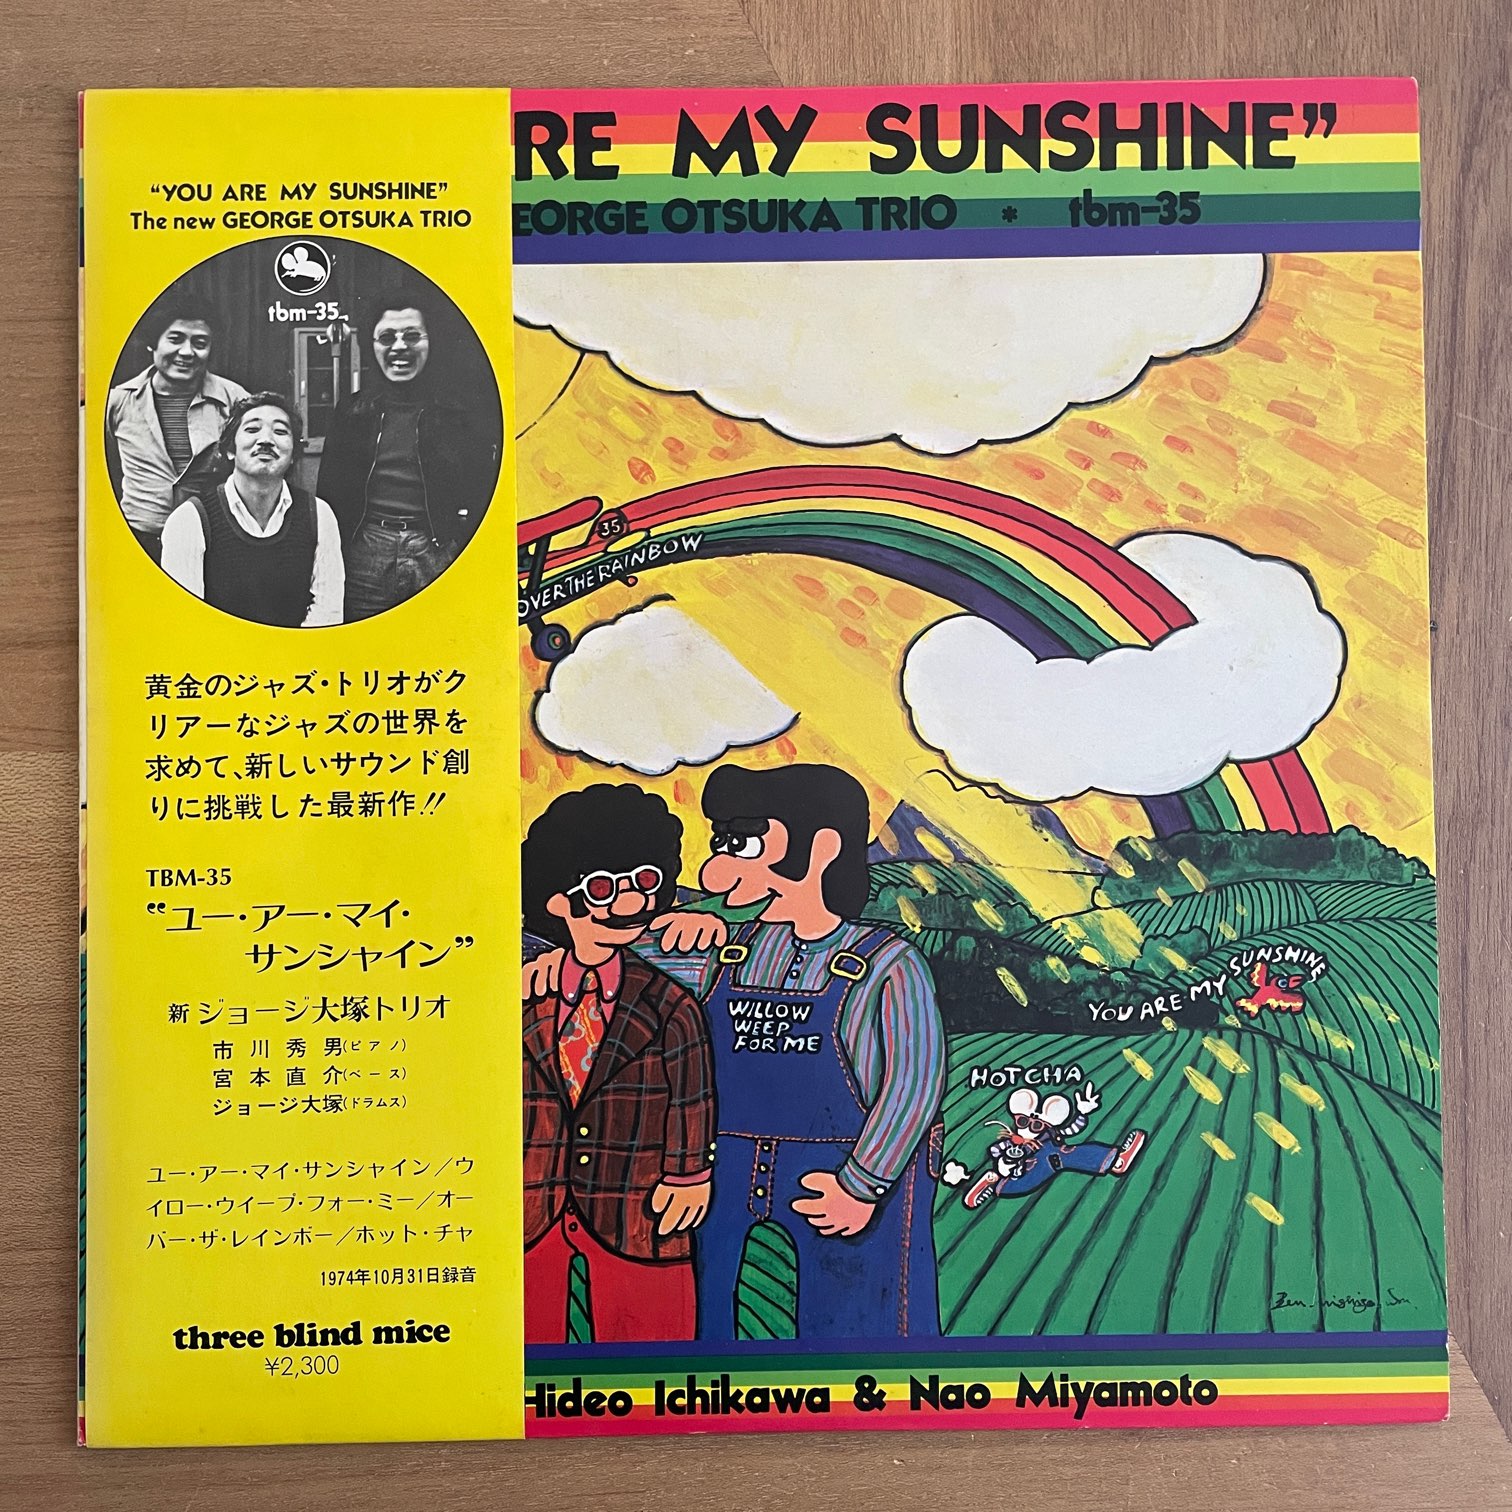 "YOU ARE MY SUNSHINE"
The new GEORGE OTSUKA TRIO
tbm-35
黄金のジャズ・トリオがク
リアーなジャズの世界を
求めて、新しいサウンド創
りに挑戦した最新作!!
TBM-35
"ユー・アー・マイ・
サンシャイン"
新ジョージ大塚トリオ
市川秀男(ピアノ)
宮本直介(ベース)
ジョージ大塚(ドラムス)
ユー・アー・マイ・サンシャイン/ウ
イロー・ウイープ・フォー・ミー/オー
バー・ザ・レインボー/ホット・チャ
1974年10月31日録音
three blind mice
¥2,300
RE MY SUNSHINE"
EORGE OTSUKA TRIO * tbm-35
35
OVER THE RAINBOW
WILLOW
WEEP
FOR ME
YOU ARE MY SUNSHINE
HOTCHA
Hideo Ichikawa & Nao Miyamoto